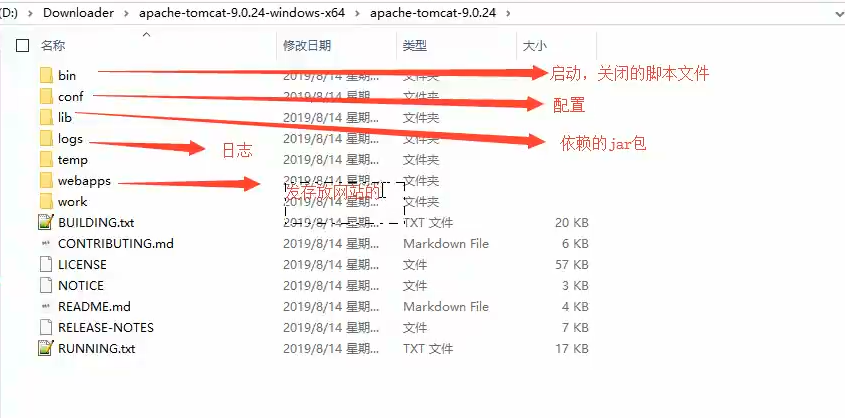 (D:) > Downloader > apache-tomcat-9.0.24-windows-x64 > apache-tomcat-9.0.24 >
名称 修改日期 类型 大小
bin 2019/8/14 星期... 文件夹 启动，关闭的脚本文件
conf 2019/8/14 星期... 文件夹 配置
lib 2019/8/14 星期... 文件夹
logs 2019/8/14 星期... 文件夹 依赖的jar包
日志
temp 2019/8/14 星期... 文件夹
webapps 2019/8/14 星期... 文件夹
发存放网站的
work 2019/8/14 星期... 文件夹
BUILDING.txt 2019/8/14 星期... TXT 文件 20 KB
CONTRIBUTING.md 2019/8/14 星期... Markdown File 6 KB
LICENSE 2019/8/14 星期... 文件 57 KB
NOTICE 2019/8/14 星期... 文件 3 KB
README.md 2019/8/14 星期... Markdown File 4 KB
RELEASE-NOTES 2019/8/14 星期... 文件 7 KB
RUNNING.txt 2019/8/14 星期... TXT 文件 17 KB